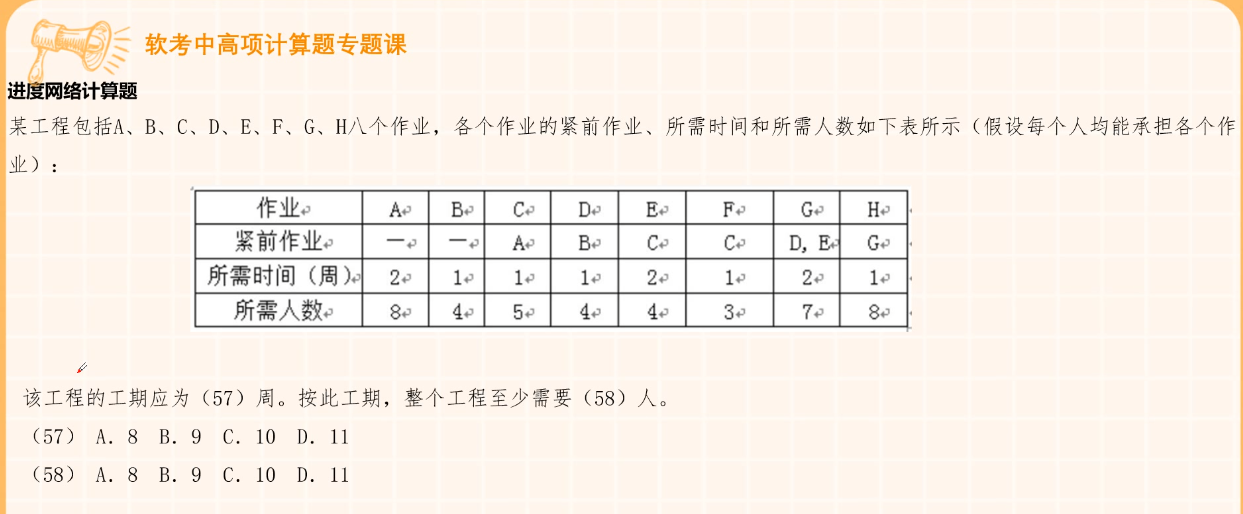 软考中高项计算题专题课
进度网络计算题
某工程包括A、B、C、D、E、F、G、H八个作业，各个作业的紧前作业、所需时间和所需人数如下表所示（假设每个人均能承担各个作
业）：
作业 A B C D E F G H
紧前作业 — — A B C C D, E G
所需时间（周） 2 1 1 1 2 1 2 1
所需人数 8 4 5 4 4 3 7 8
该工程的工期应为（57）周。按此工期，整个工程至少需要（58）人。
（57） A. 8 B. 9 C. 10 D. 11
（58） A. 8 B. 9 C. 10 D. 11